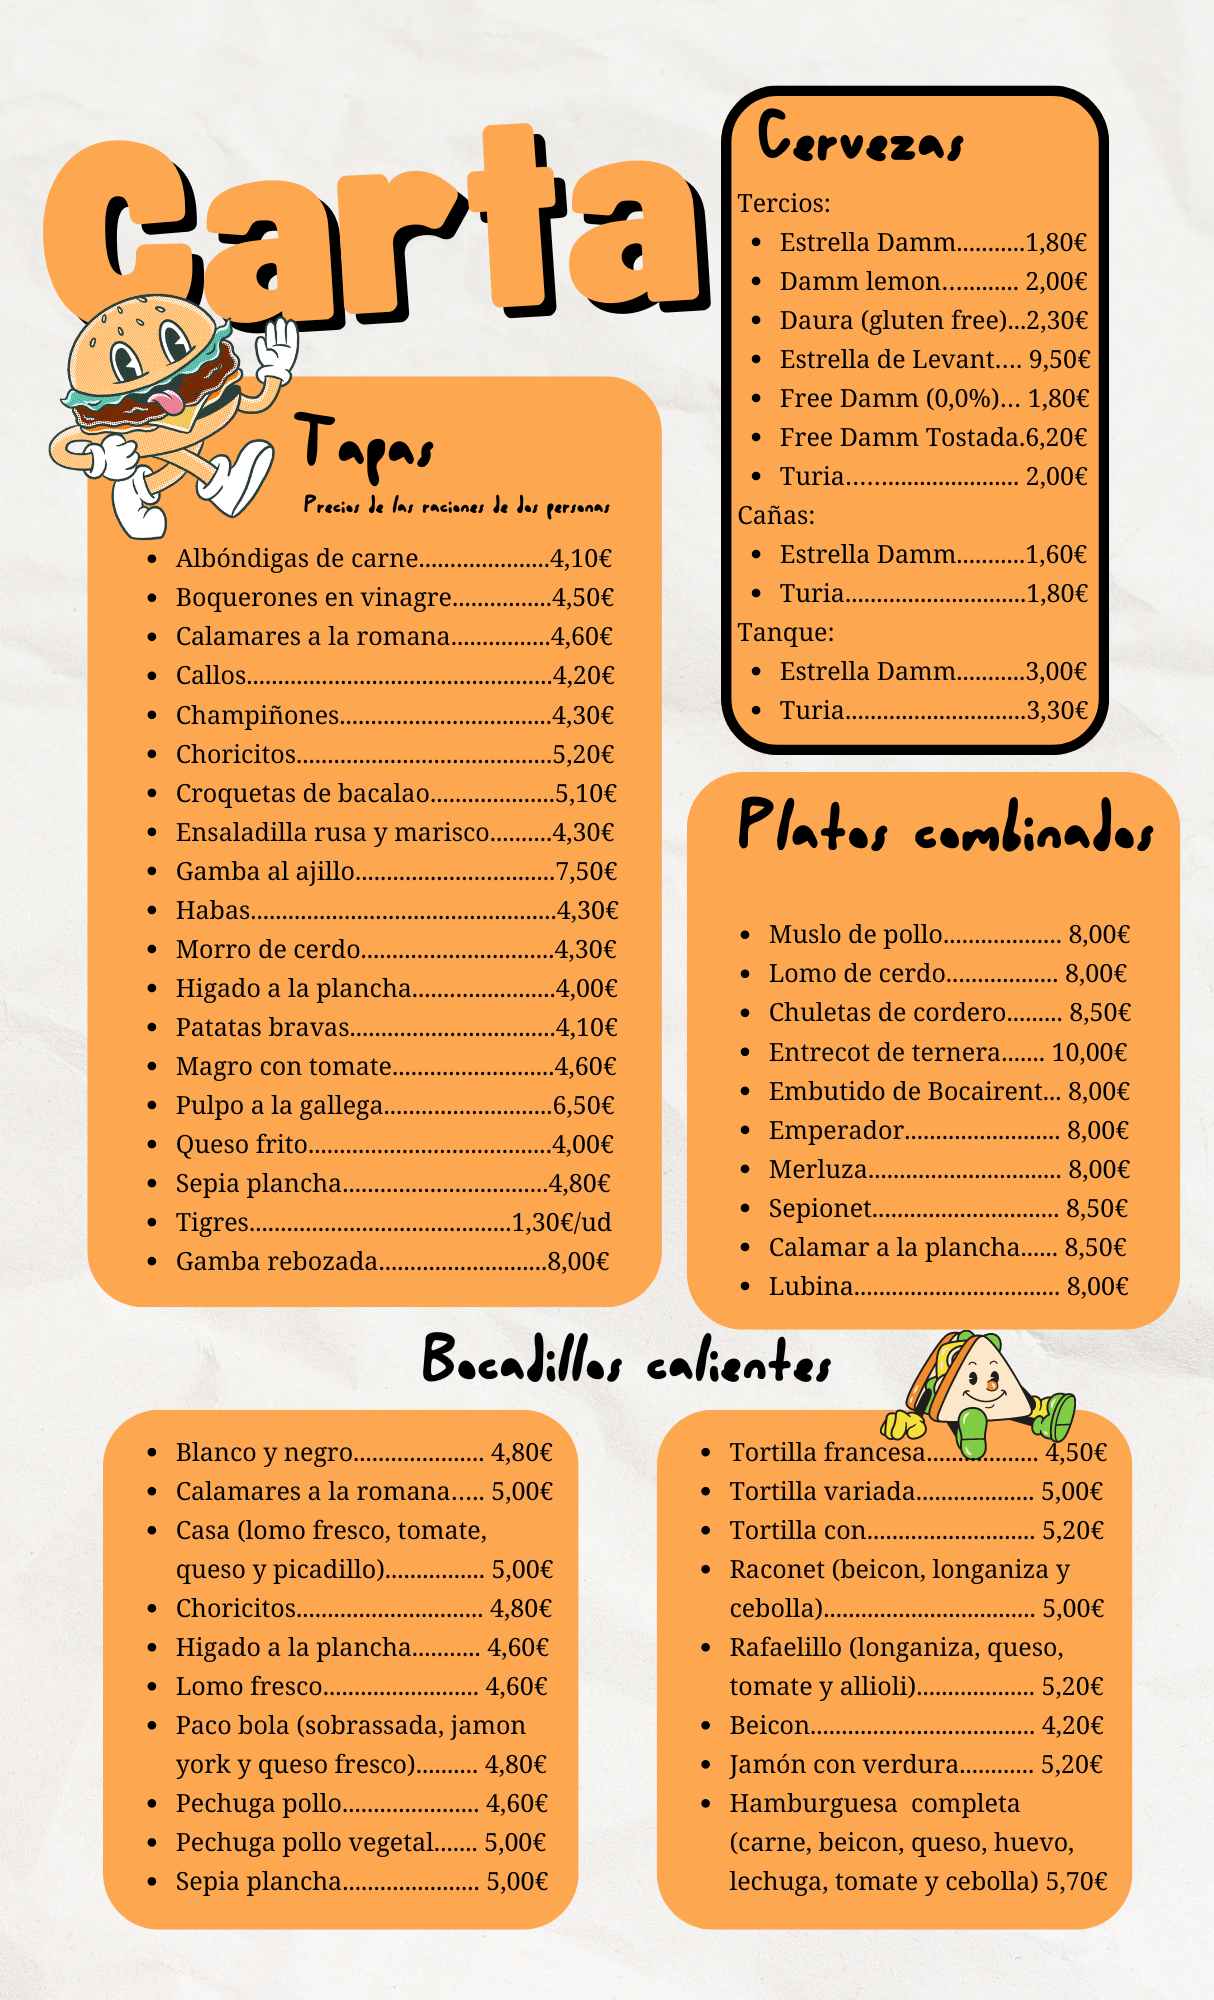 Carta
Cervezas
Tercios:
• Estrella Damm...........1,80€
• Damm lemon............ 2,00€
• Daura (gluten free)...2,30€
• Estrella de Levant.... 9,50€
• Free Damm (0,0%)... 1,80€
• Free Damm Tostada.6,20€
• Turia............................ 2,00€
Cañas:
• Estrella Damm...........1,60€
• Turia.............................1,80€
Tanque:
• Estrella Damm...........3,00€
• Turia.............................3,30€
Tapas
Precios de las raciones de dos personas
• Albóndigas de carne.....................4,10€
• Boquerones en vinagre................4,50€
• Calamares a la romana................4,60€
• Callos.................................................4,20€
• Champiñones..................................4,30€
• Choricitos.........................................5,20€
• Croquetas de bacalao....................5,10€
• Ensaladilla rusa y marisco..........4,30€
• Gamba al ajillo................................7,50€
• Habas.................................................4,30€
• Morro de cerdo...............................4,30€
• Higado a la plancha.......................4,00€
• Patatas bravas.................................4,10€
• Magro con tomate..........................4,60€
• Pulpo a la gallega...........................6,50€
• Queso frito.......................................4,00€
• Sepia plancha.................................4,80€
• Tigres..........................................1,30€/ud
• Gamba rebozada...........................8,00€
Platos combinados
• Muslo de pollo................... 8,00€
• Lomo de cerdo.................. 8,00€
• Chuletas de cordero......... 8,50€
• Entrecot de ternera....... 10,00€
• Embutido de Bocairent... 8,00€
• Emperador......................... 8,00€
• Merluza............................... 8,00€
• Sepionet.............................. 8,50€
• Calamar a la plancha...... 8,50€
• Lubina................................. 8,00€
Bocadillos calientes
• Blanco y negro..................... 4,80€
• Calamares a la romana..... 5,00€
• Casa (lomo fresco, tomate,
queso y picadillo)................ 5,00€
• Choricitos.............................. 4,80€
• Higado a la plancha........... 4,60€
• Lomo fresco......................... 4,60€
• Paco bola (sobrassada, jamon
york y queso fresco).......... 4,80€
• Pechuga pollo...................... 4,60€
• Pechuga pollo vegetal....... 5,00€
• Sepia plancha...................... 5,00€
• Tortilla francesa.................. 4,50€
• Tortilla variada................... 5,00€
• Tortilla con........................... 5,20€
• Raconet (beicon, longaniza y
cebolla).................................. 5,00€
• Rafaelillo (longaniza, queso,
tomate y allioli)................... 5,20€
• Beicon.................................... 4,20€
• Jamón con verdura............ 5,20€
• Hamburguesa completa
(carne, beicon, queso, huevo,
lechuga, tomate y cebolla) 5,70€